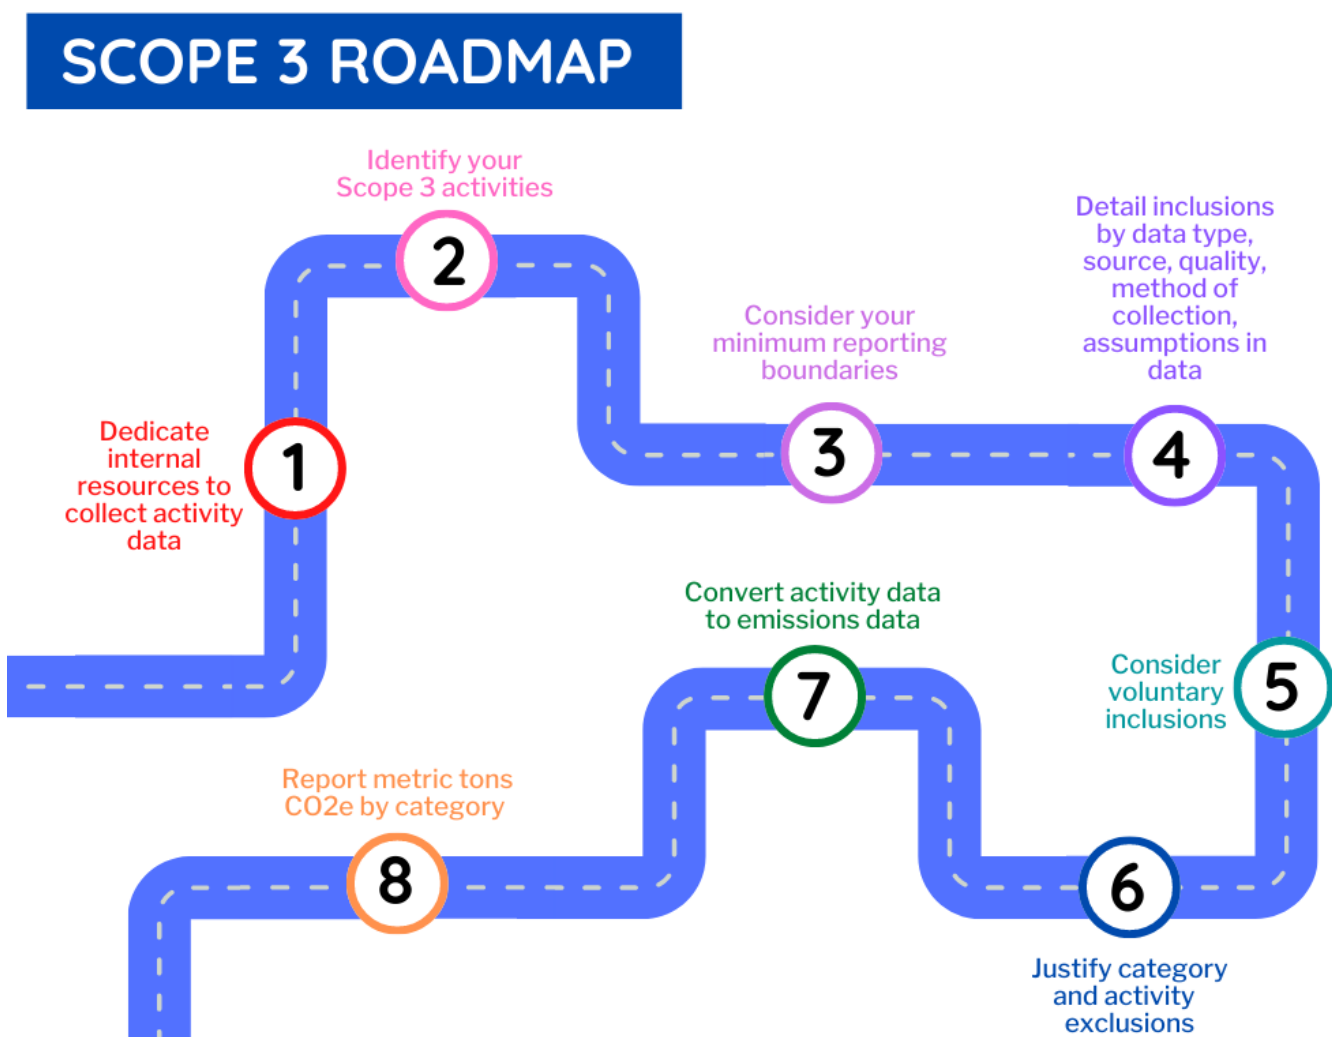 SCOPE 3 ROADMAP
Identify your
Scope 3 activities
2
Detail inclusions
by data type,
source, quality,
method of
collection,
assumptions in
data
4
Consider your
minimum reporting
boundaries
3
Dedicate
internal
resources to
collect activity
data
1
Convert activity data
to emissions data
7
Consider
voluntary
inclusions
5
Report metric tons
CO2e by category
8
6
Justify category
and activity
exclusions